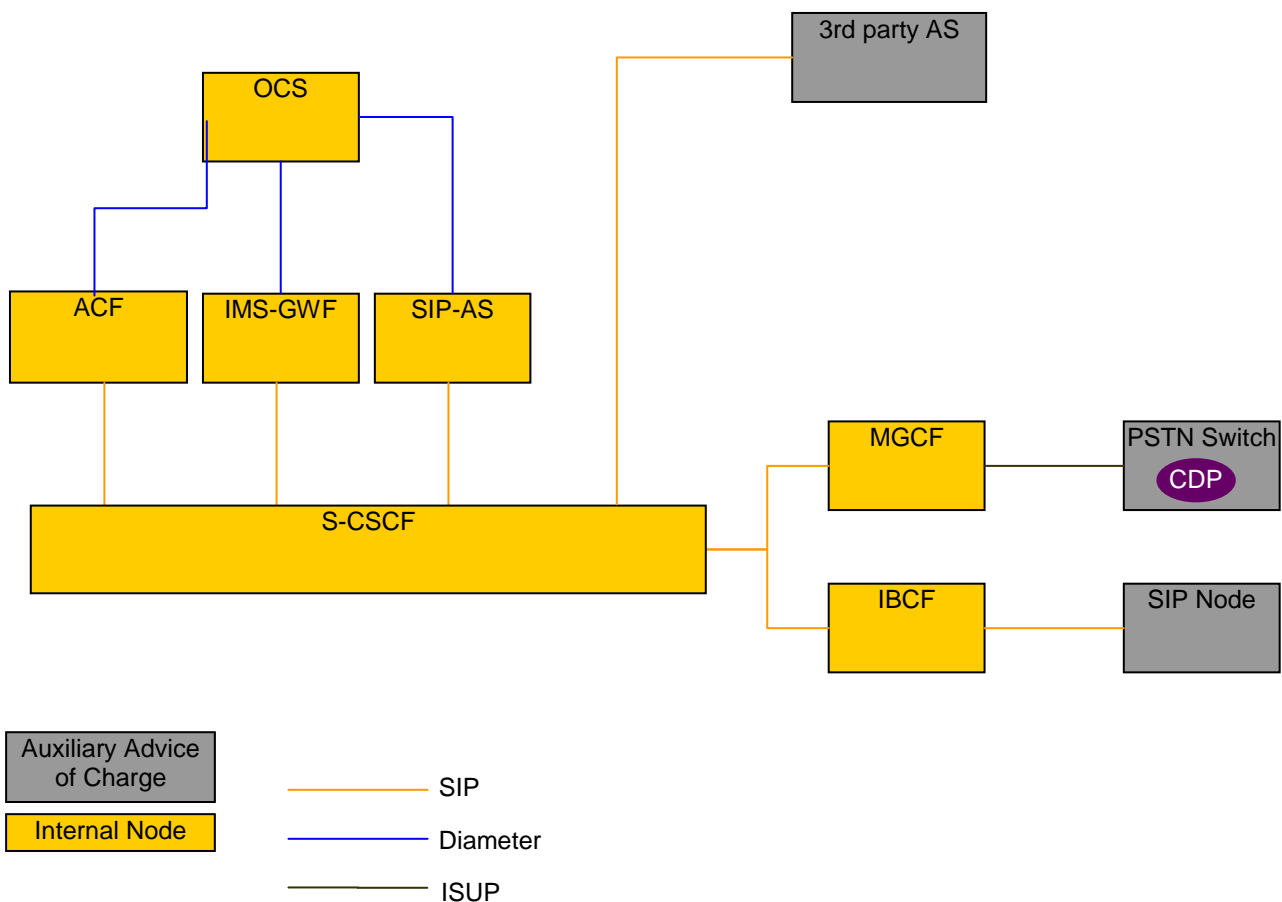 3rd party AS
OCS
ACF
IMS-GWF
SIP-AS
MGCF
PSTN Switch
CDP
S-CSCF
IBCF
SIP Node
Auxiliary Advice
of Charge
Internal Node
SIP
Diameter
ISUP